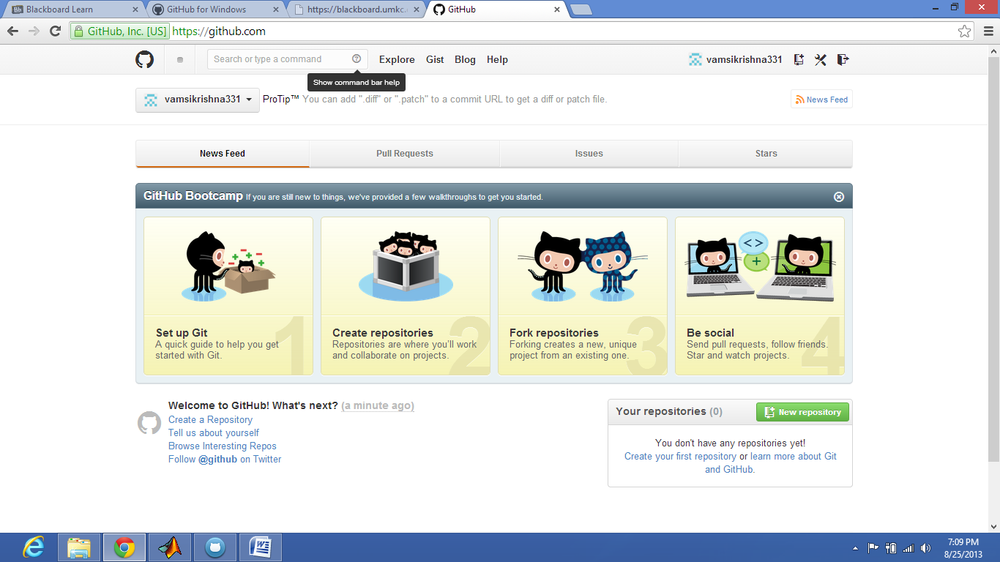 Blackboard Learn
GitHub for Windows
https://blackboard.umkc.
GitHub
GitHub, Inc. [US] https://github.com
Search or type a command
Explore Gist Blog Help
vamsikrishna331
Show command bar help
vamsikrishna331
ProTip™ You can add ".diff" or ".patch" to a commit URL to get a diff or patch file.
News Feed
News Feed
Pull Requests
Issues
Stars
GitHub Bootcamp If you are still new to things, we've provided a few walkthroughs to get you started.
1
Set up Git
A quick guide to help you get
started with Git.
2
Create repositories
Repositories are where you'll work
and collaborate on projects.
3
Fork repositories
Forking creates a new, unique
project from an existing one.
4
Be social
Send pull requests, follow friends.
Star and watch projects.
Welcome to GitHub! What's next? (a minute ago)
Create a Repository
Tell us about yourself
Browse Interesting Repos
Follow @github on Twitter
Your repositories (0)
New repository
You don't have any repositories yet!
Create your first repository or learn more about Git
and GitHub.
7:09 PM
8/25/2013